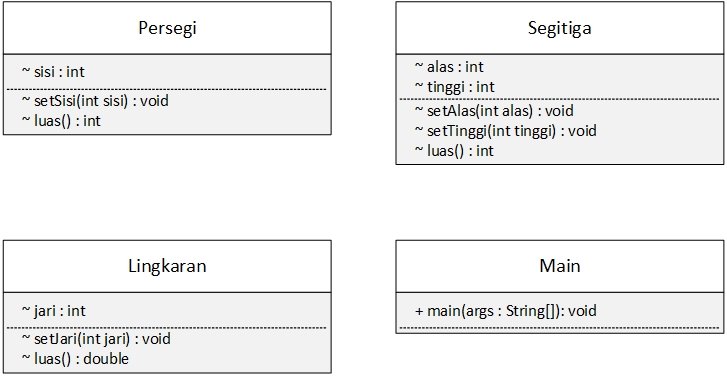 Persegi
~ sisi : int
~ setSisi(int sisi) : void
~ luas() : int
Segitiga
~ alas : int
~ tinggi : int
~ setAlas(int alas) : void
~ setTinggi(int tinggi) : void
~ luas() : int
Lingkaran
~ jari : int
~ setJari(int jari) : void
~ luas() : double
Main
+ main(args : String[]): void